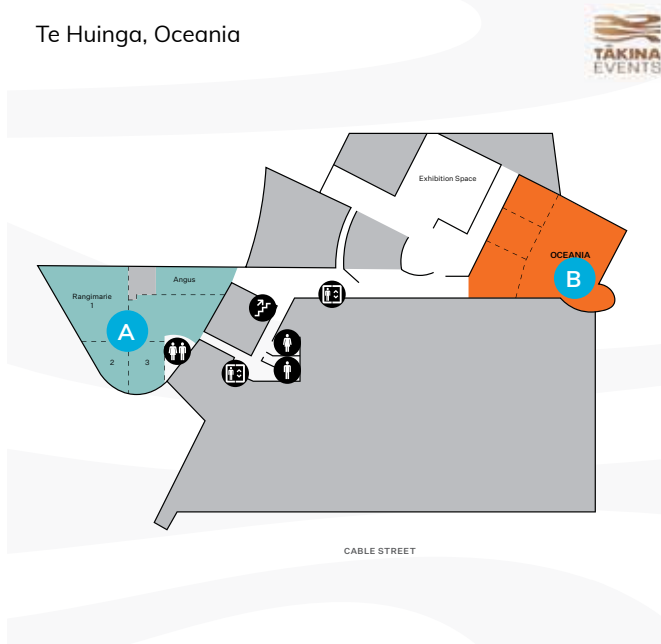 Te Huinga, Oceania
TĀKINA
EVENTS
Exhibition Space
OCEANIA
B
Angus
Rangimarie
1
A
2
3
CABLE STREET